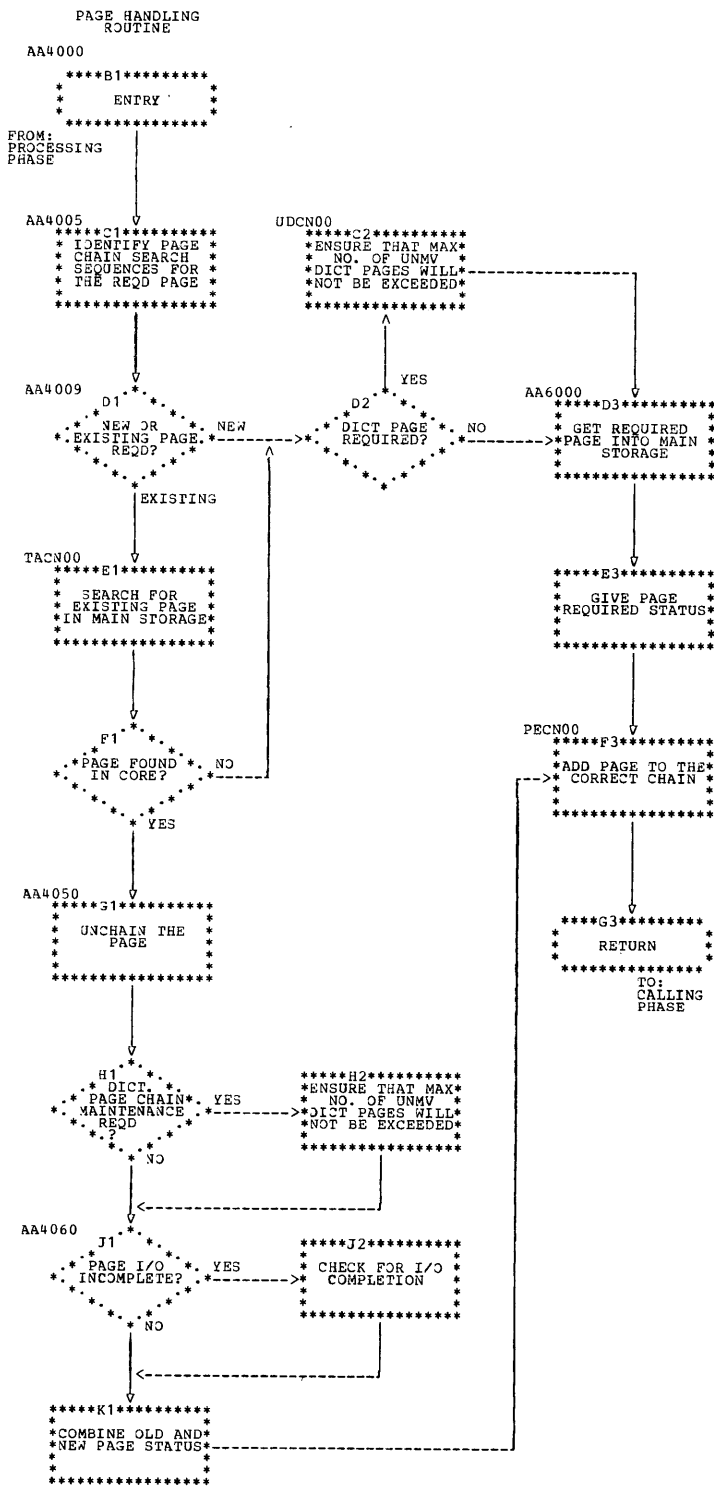 PAGE HANDLING
ROUTINE
AA4000
B1
ENTRY
FROM:
PROCESSING
PHASE
AA4005
C1
IDENTIFY PAGE
CHAIN SEARCH
SEQUENCES FOR
THE REQD PAGE
UDCN00
C2
ENSURE THAT MAX
NO. OF UNMV
DICT PAGES WILL
NOT BE EXCEEDED
AA4009
D1
NEW OR
EXISTING PAGE
REQD?
NEW
EXISTING
D2
DICT PAGE
REQUIRED?
YES
NO
AA6000
D3
GET REQUIRED
PAGE INTO MAIN
STORAGE
TACN00
E1
SEARCH FOR
EXISTING PAGE
IN MAIN STORAGE
E3
GIVE PAGE
REQUIRED STATUS
F1
PAGE FOUND
IN CORE?
NO
YES
PECN00
F3
ADD PAGE TO THE
CORRECT CHAIN
AA4050
G1
UNCHAIN THE
PAGE
G3
RETURN
TO:
CALLING
PHASE
H1
DICT.
PAGE CHAIN
MAINTENANCE
REQD
?
YES
NO
H2
ENSURE THAT MAX
NO. OF UNMV
DICT PAGES WILL
NOT BE EXCEEDED
AA4060
J1
PAGE I/O
INCOMPLETE?
YES
NO
J2
CHECK FOR I/O
COMPLETION
K1
COMBINE OLD AND
NEW PAGE STATUS